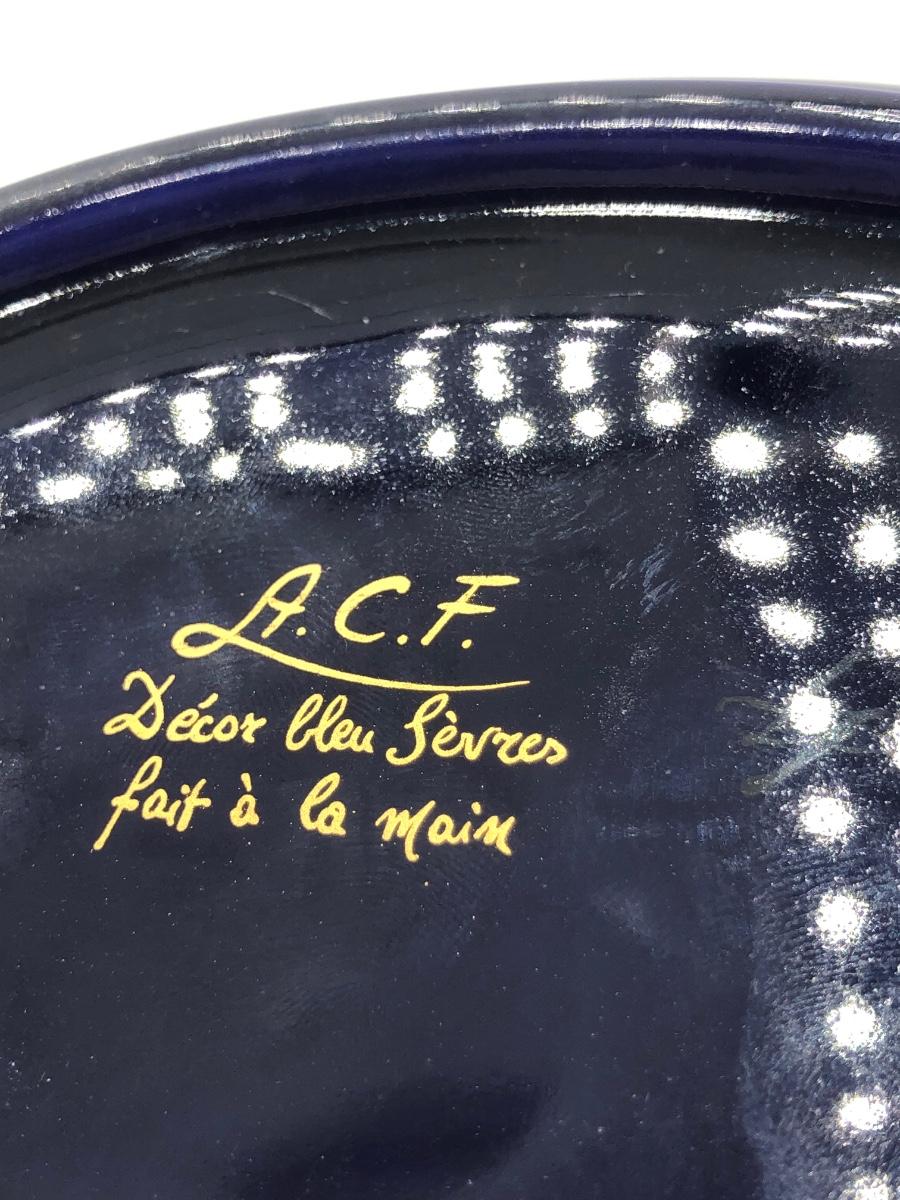 A.C.F.
Décor bleu Sèvres
fait à la main